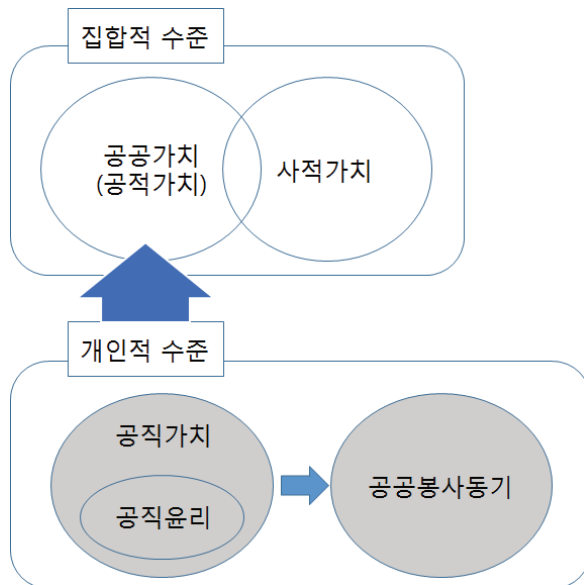 집합적 수준
공공가치
(공적가치)
사적가치
개인적 수준
공직가치
공직윤리
공공봉사동기